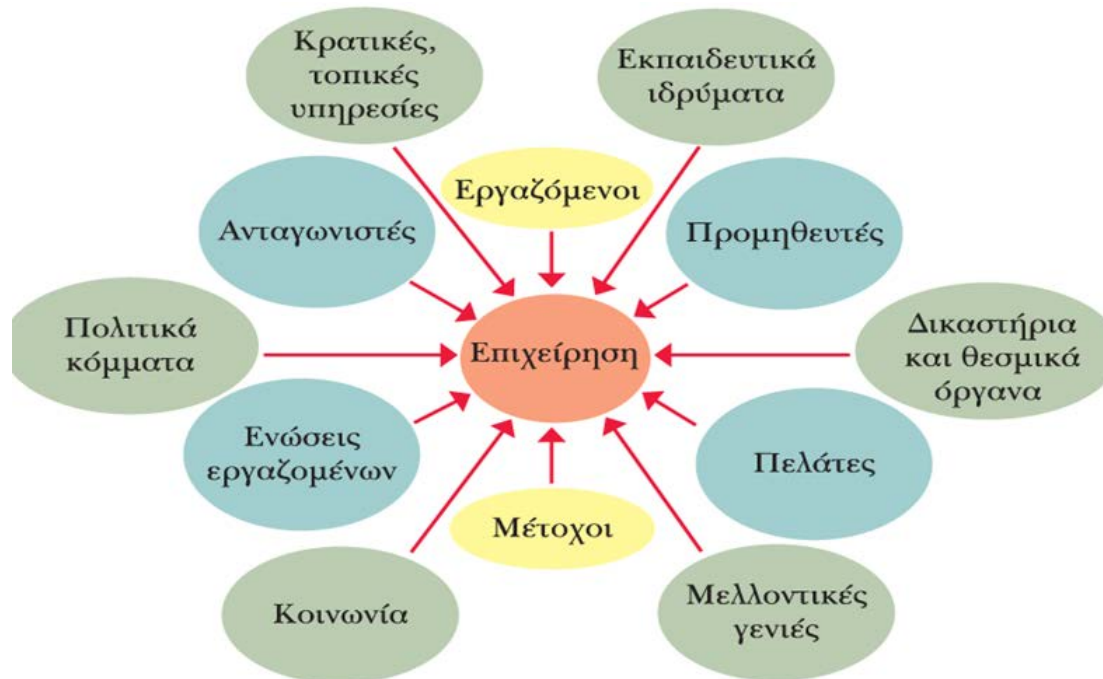 Κρατικές,
τοπικές
υπηρεσίες
Εκπαιδευτικά
ιδρύματα
Εργαζόμενοι
Ανταγωνιστές
Προμηθευτές
Πολιτικά
κόμματα
Επιχείρηση
Δικαστήρια
και θεσμικά
όργανα
Ενώσεις
εργαζομένων
Πελάτες
Μέτοχοι
Κοινωνία
Μελλοντικές
γενιές